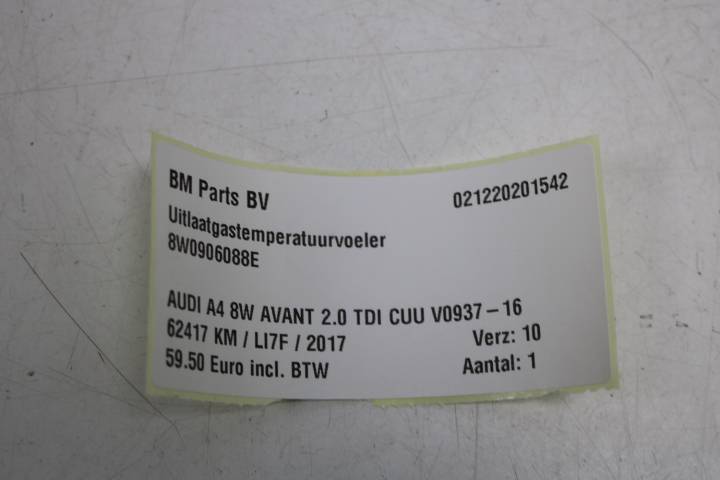 BM Parts BV 021220201542
Uitlaatgastemperatuurvoeler
8W0906088E
AUDI A4 8W AVANT 2.0 TDI CUU V0937 – 16
62417 KM / LI7F / 2017 Verz: 10
59.50 Euro incl. BTW Aantal: 1